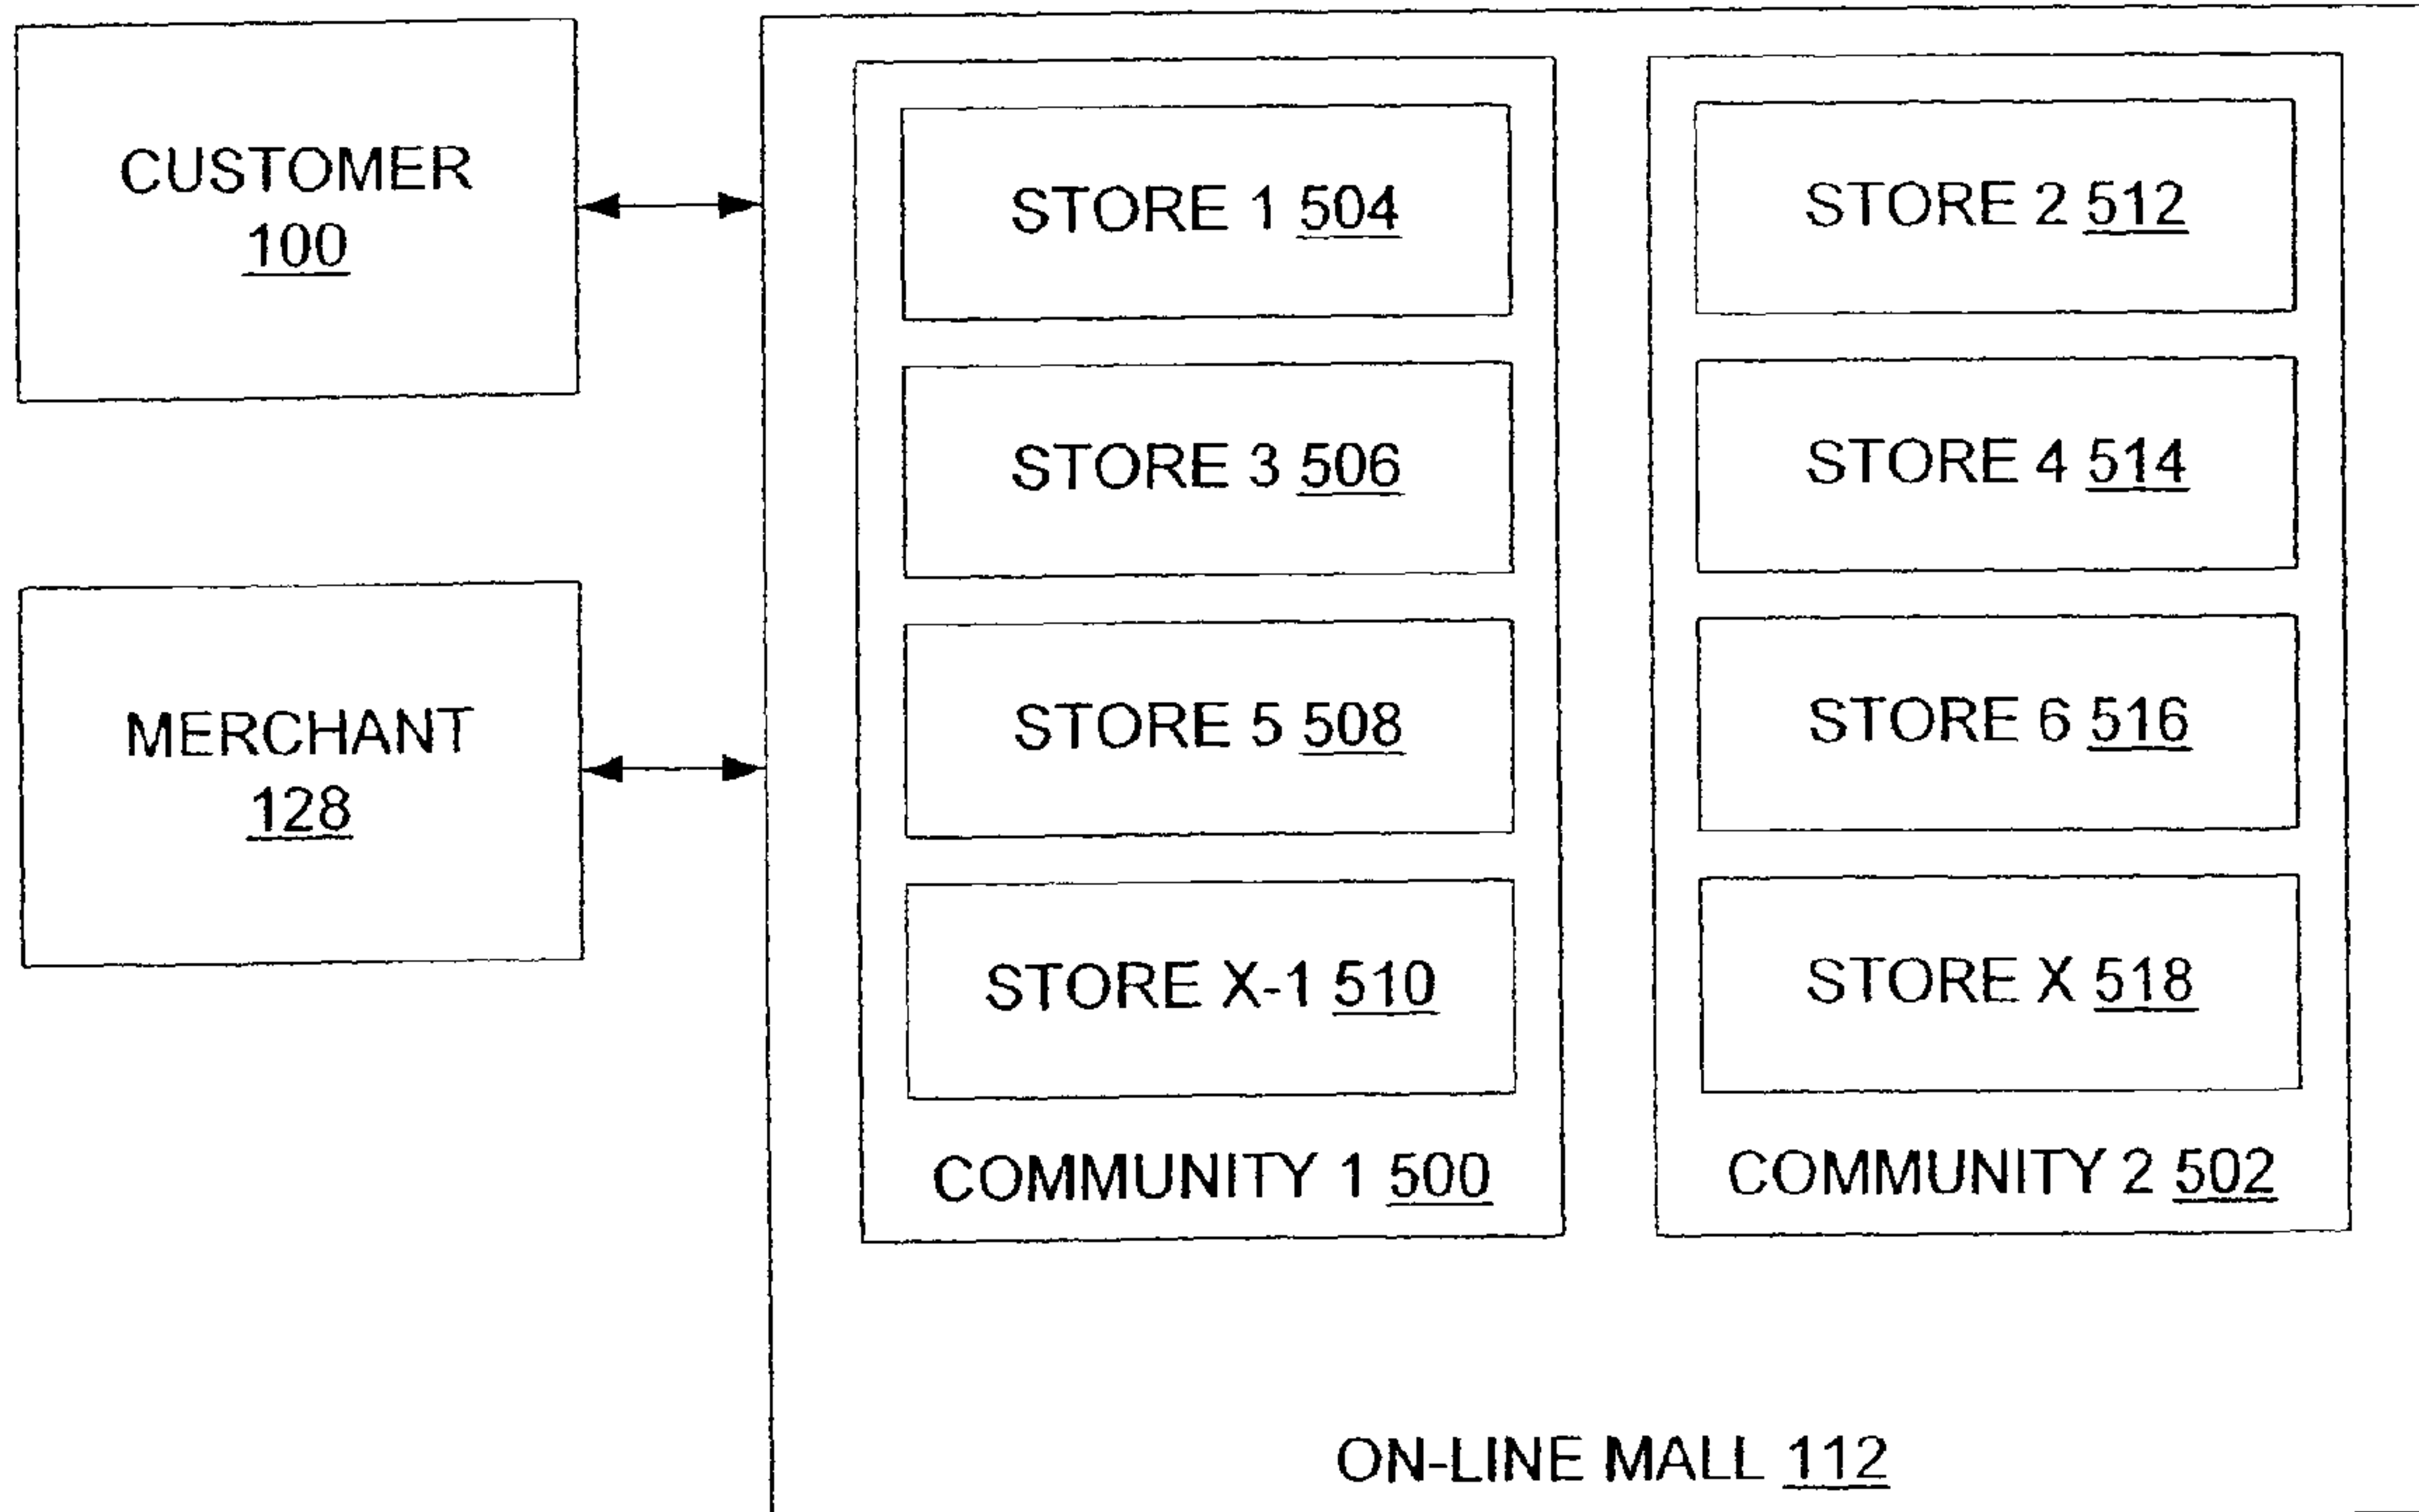 CUSTOMER
100
MERCHANT
128
STORE 1 504
STORE 3 506
STORE 5 508
STORE X-1 510
COMMUNITY 1 500
STORE 2 512
STORE 4 514
STORE 6 516
STORE X 518
COMMUNITY 2 502
ON-LINE MALL 112